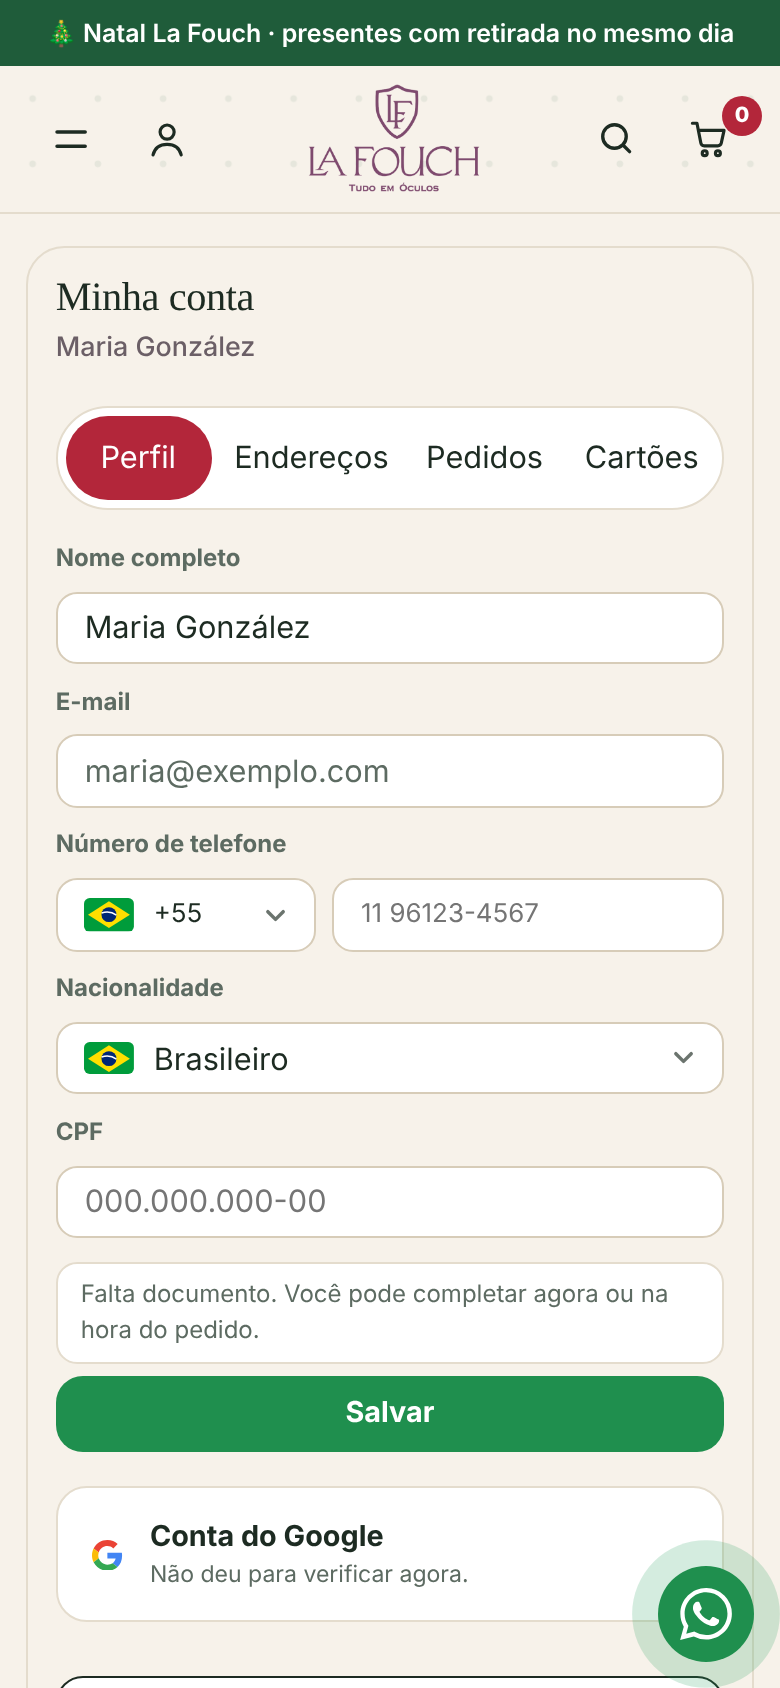 🎄 Natal La Fouch · presentes com retirada no mesmo dia
0
LF
LA FOUCH
TUDO EM ÓCULOS
Minha conta
Maria González
Perfil Endereços Pedidos Cartões
Nome completo
Maria González
E-mail
maria@exemplo.com
Número de telefone
+55 11 96123-4567
Nacionalidade
Brasileiro
CPF
000.000.000-00
Falta documento. Você pode completar agora ou na
hora do pedido.
Salvar
Conta do Google
Não deu para verificar agora.